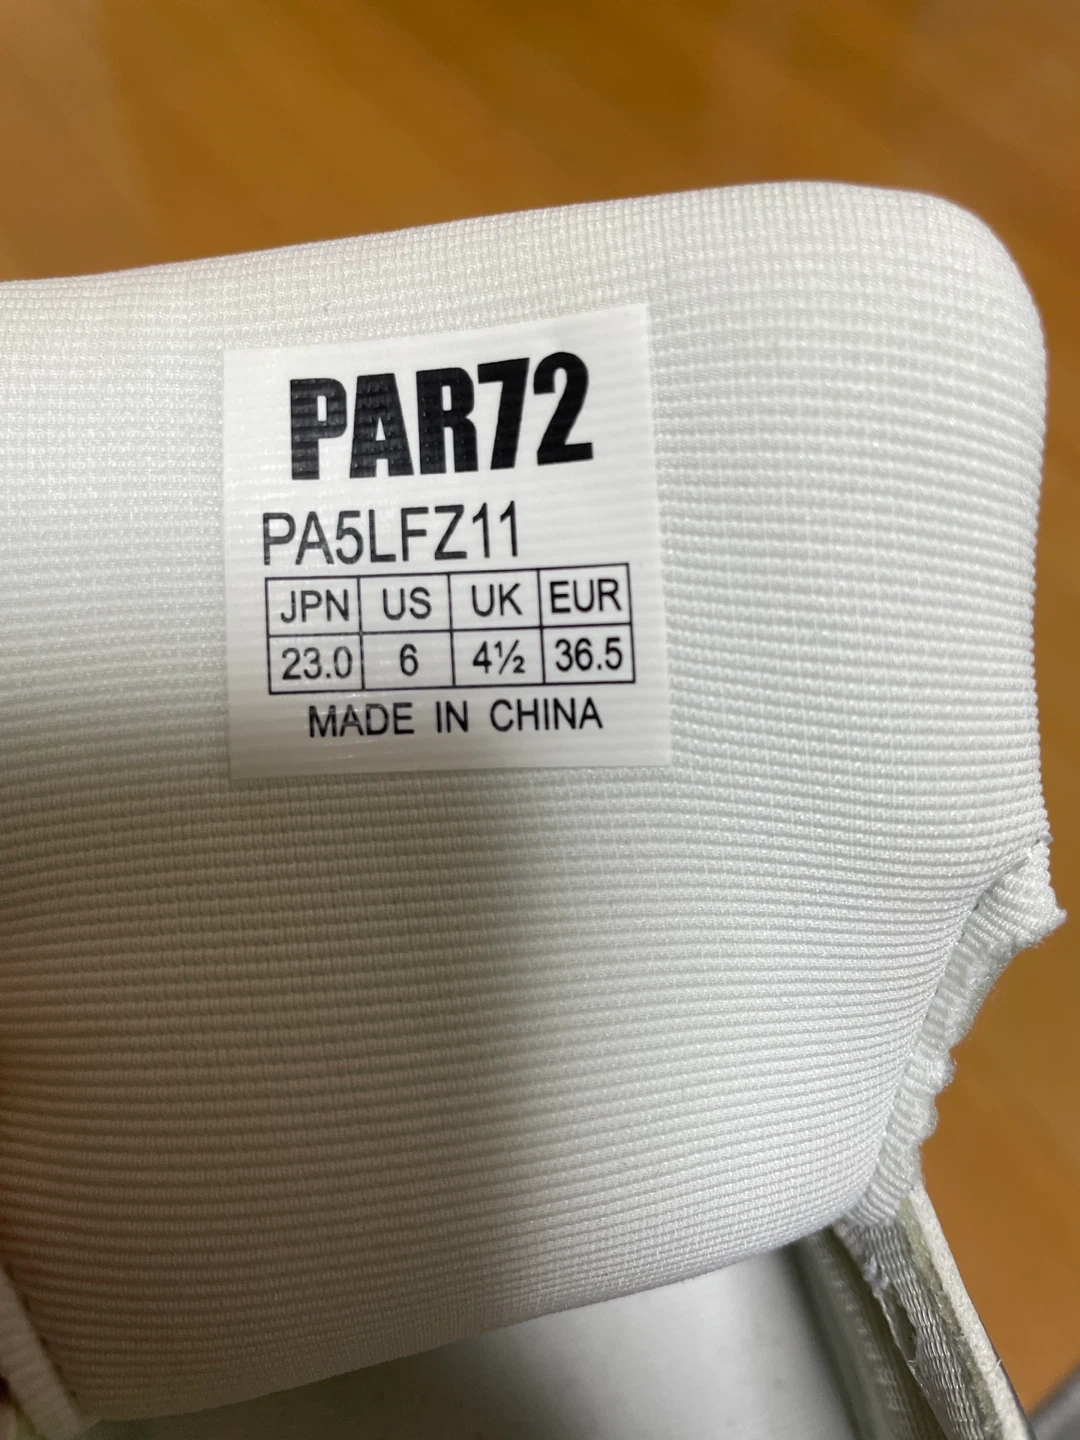 PAR72
PA5LFZ11
JPN US UK EUR
23.0 6 4½ 36.5
MADE IN CHINA